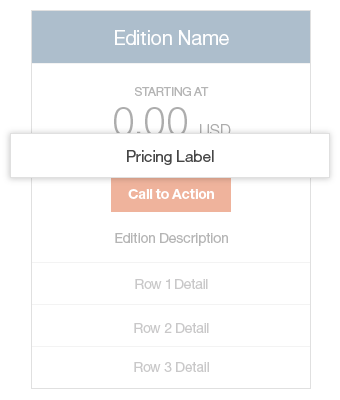 Edition Name
STARTING AT
0.00 USD
Pricing Label
Call to Action
Edition Description
Row 1 Detail
Row 2 Detail
Row 3 Detail